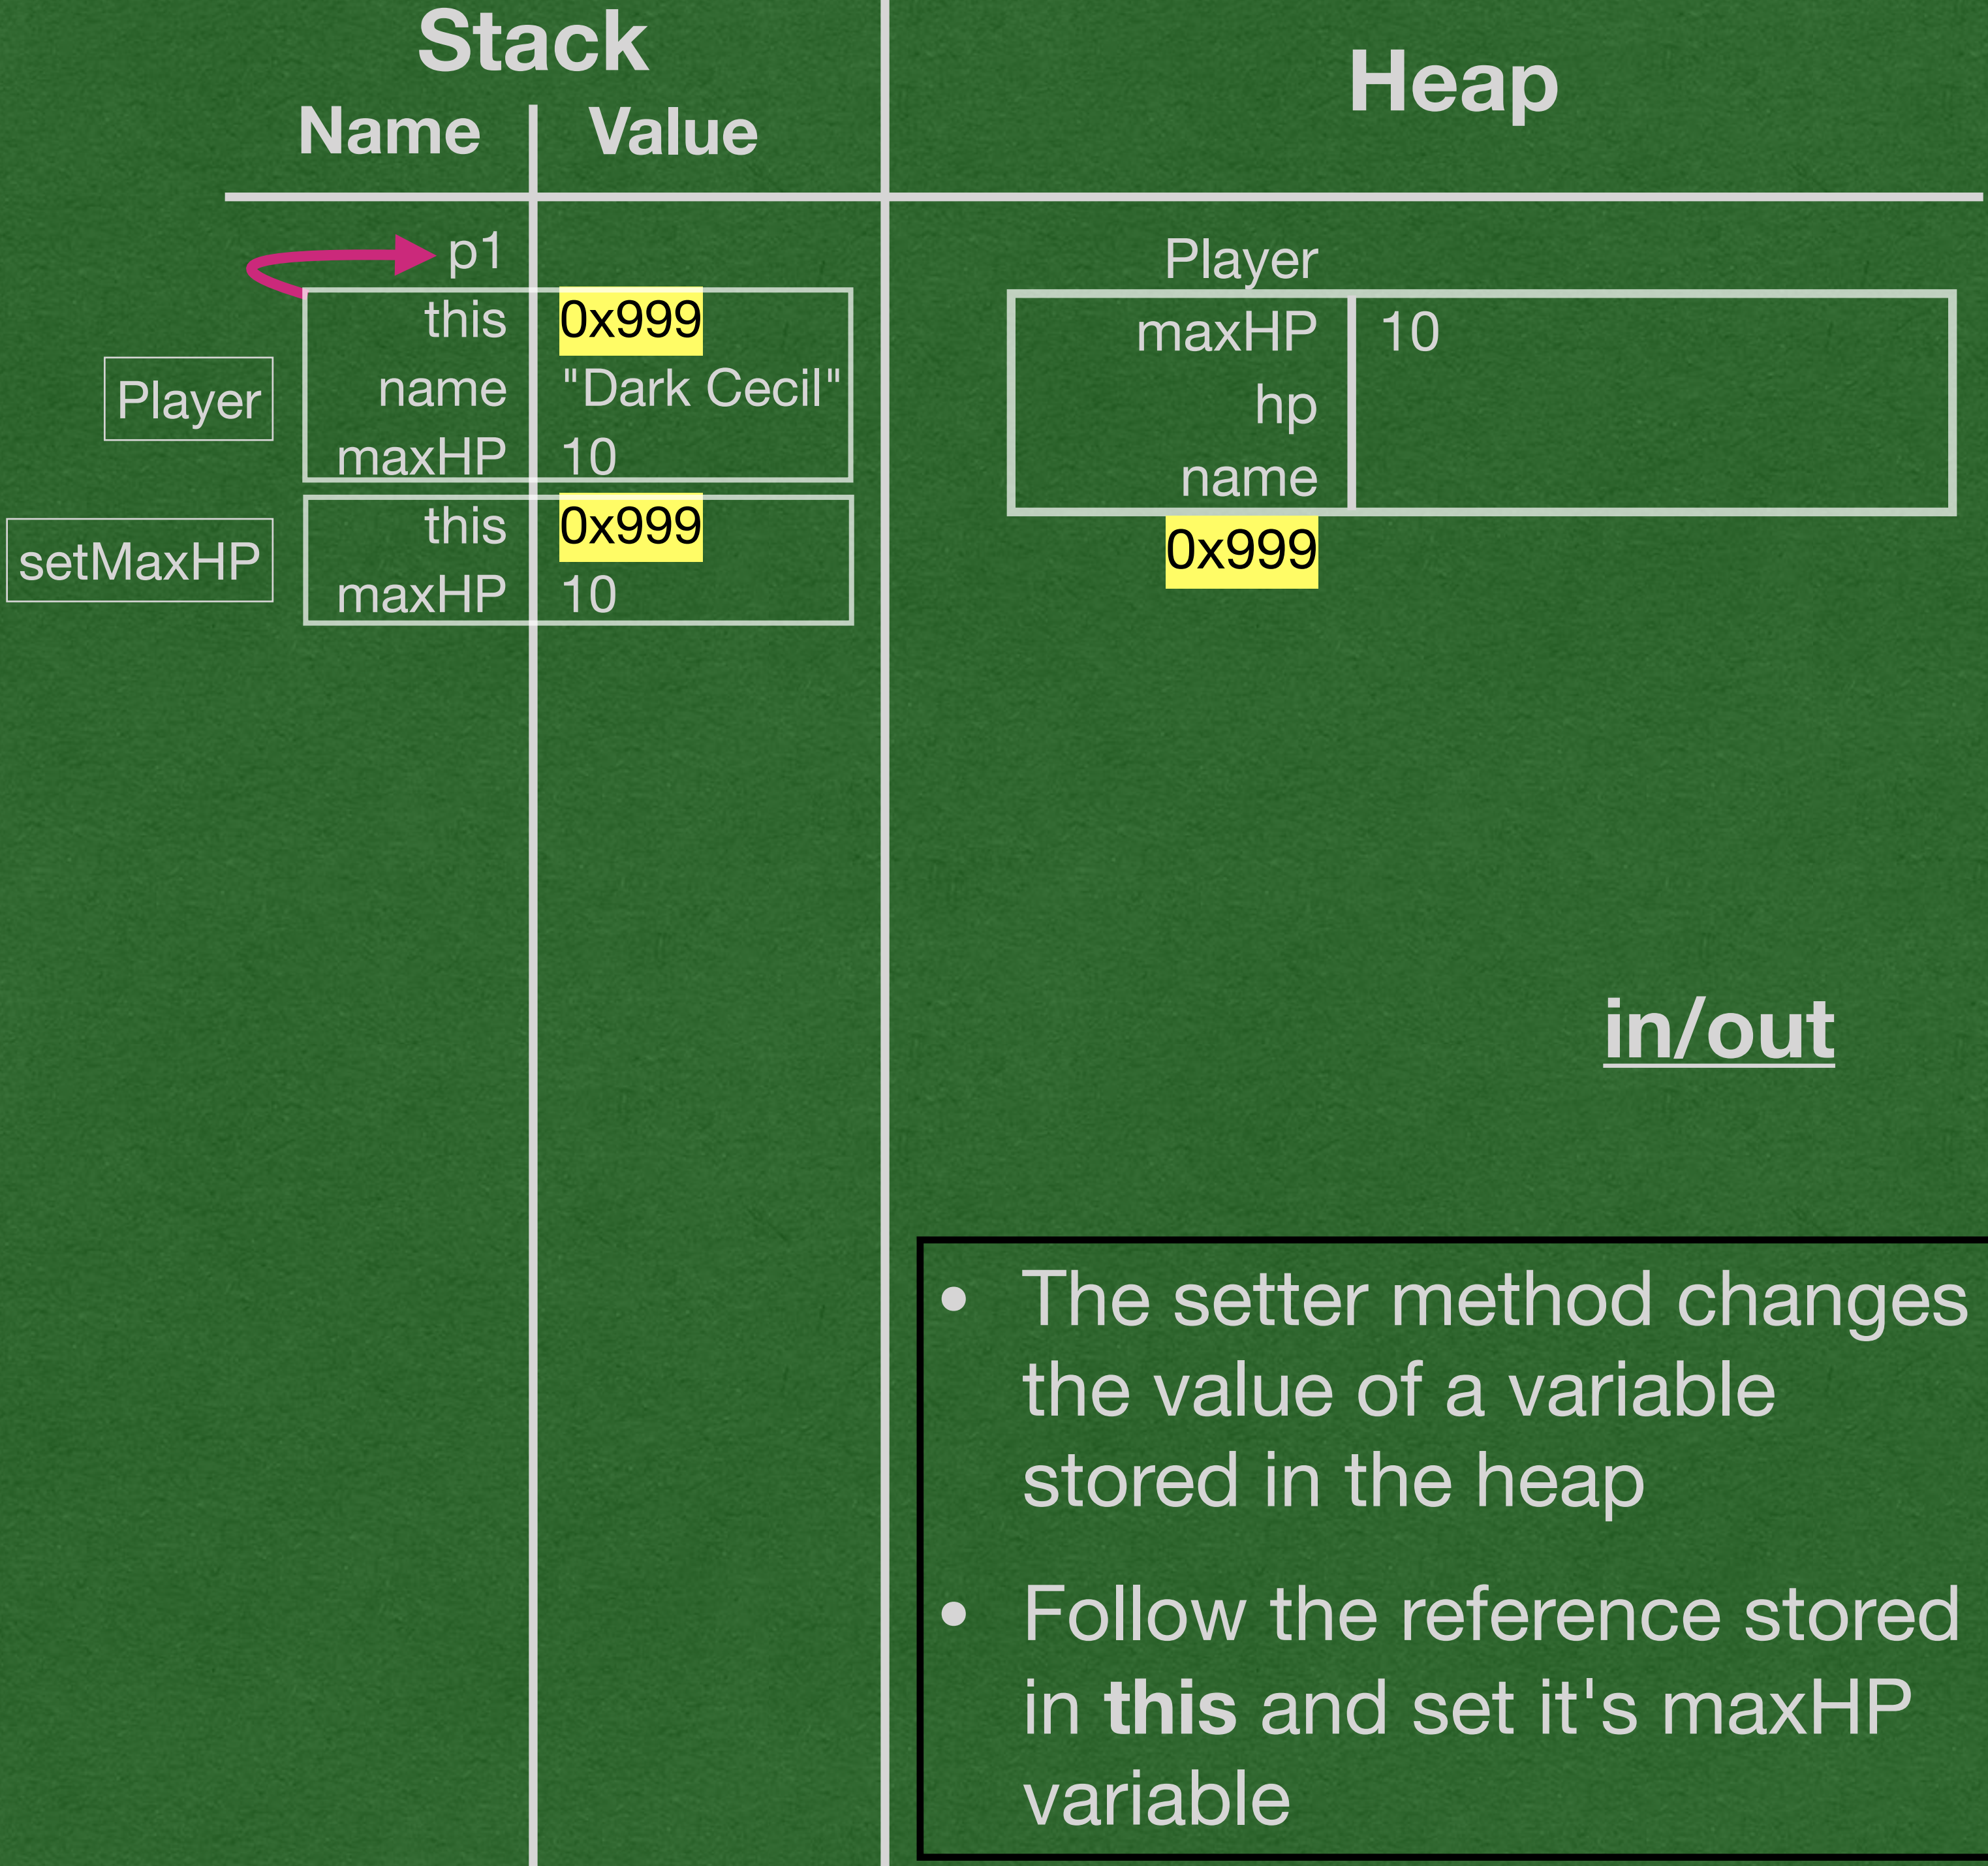 Stack
Heap
Name Value
p1
this 0x999
name "Dark Cecil"
maxHP 10
Player
this 0x999
maxHP 10
setMaxHP
Player
maxHP 10
hp
name
0x999
in/out
• The setter method changes
the value of a variable
stored in the heap
• Follow the reference stored
in this and set it's maxHP
variable